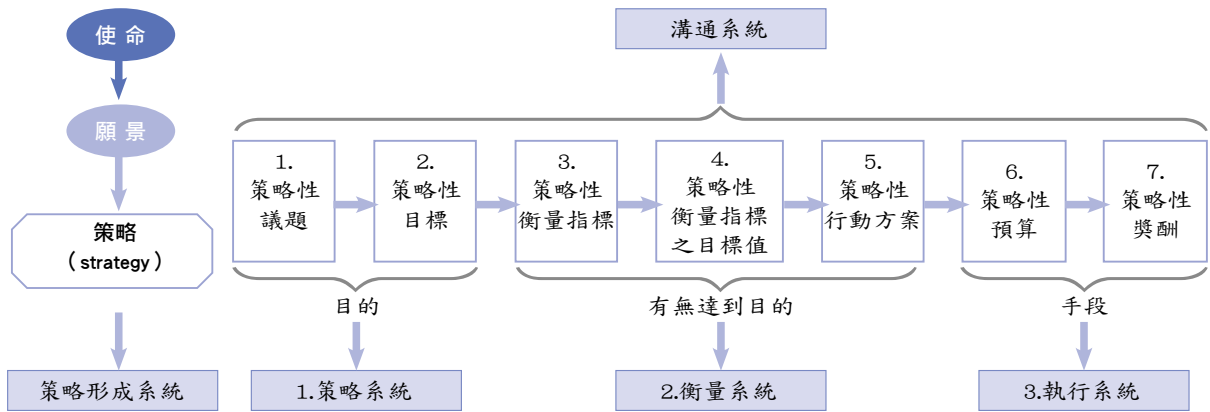 使命
願景
策略
（strategy）
策略形成系統
溝通系統
1.
策略性
議題
2.
策略性
目標
3.
策略性
衡量指標
4.
策略性
衡量指標
之目標值
5.
策略性
行動方案
6.
策略性
預算
7.
策略性
獎酬
目的
有無達到目的
手段
1.策略系統
2.衡量系統
3.執行系統